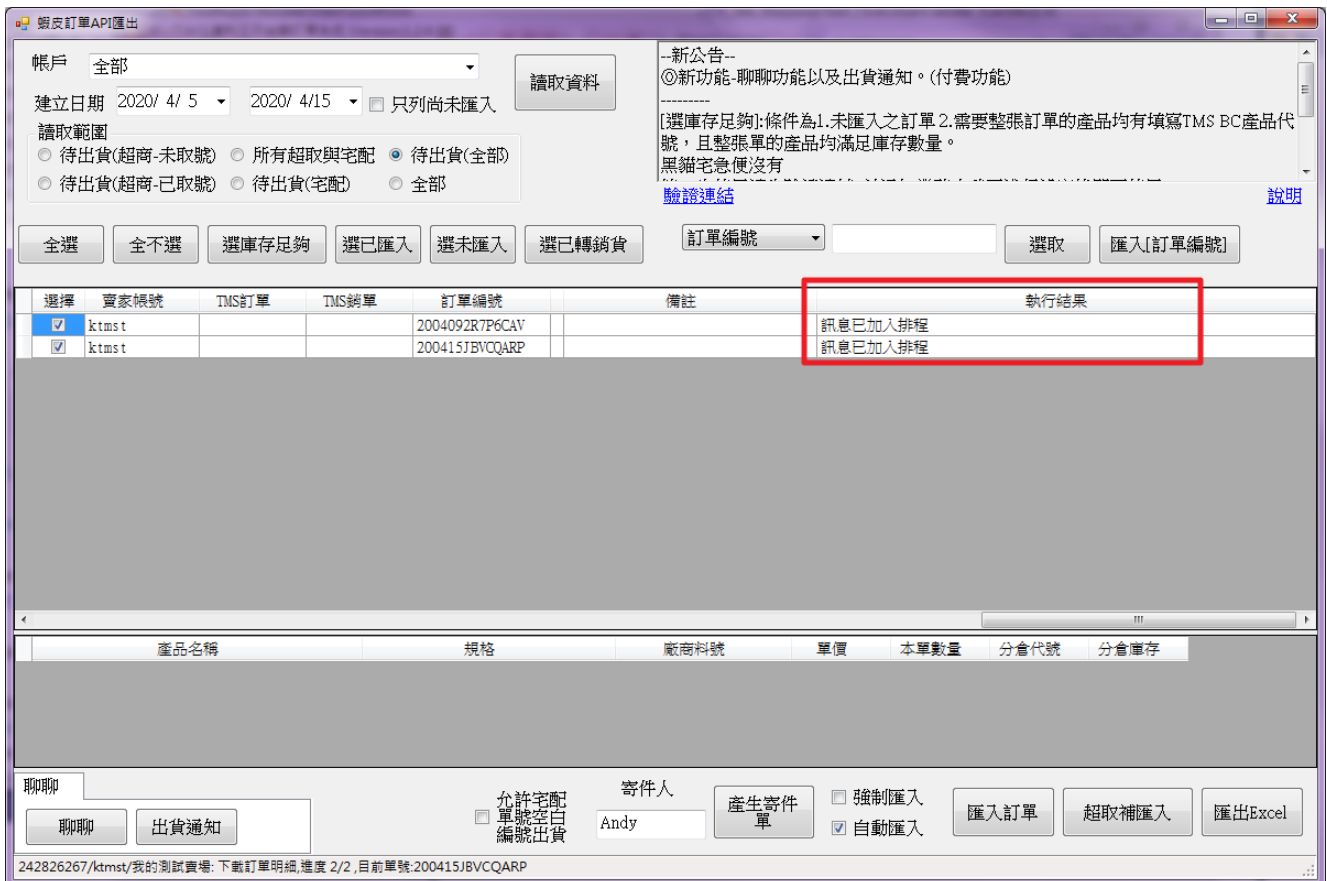 蝦皮訂單API匯出
帳戶 全部
讀取資料
建立日期 2020/ 4/ 5 2020/ 4/15 只列尚未匯入
讀取範圍
待出貨(超商-未取號) 所有超取與宅配 待出貨(全部)
待出貨(超商-已取號) 待出貨(宅配) 全部
--新公告--
◎新功能-聊聊功能以及出貨通知。(付費功能)
---------
[選庫存足夠]:條件為1.未匯入之訂單2.需要整張訂單的產品均有填寫TMS BC產品代
號，且整張單的產品均滿足庫存數量。
黑貓宅急便沒有
驗證連結 說明
全選 全不選 選庫存足夠 選已匯入 選未匯入 選已轉銷貨 訂單編號 選取 匯入[訂單編號]
選擇 賣家帳號 TMS訂單 TMS銷單 訂單編號 備註 執行結果
ktmst 2004092R7P6CAV 訊息已加入排程
ktmst 200415JBVCQARP 訊息已加入排程
產品名稱 規格 廠商料號 單價 本單數量 分倉代號 分倉庫存
聊聊
聊聊 出貨通知
允許宅配
單號空白
編號出貨
寄件人
Andy
產生寄件
單
強制匯入
自動匯入
匯入訂單 超取補匯入 匯出Excel
242826267/ktmst/我的測試賣場: 下載訂單明細,進度 2/2 ,目前單號:200415JBVCQARP